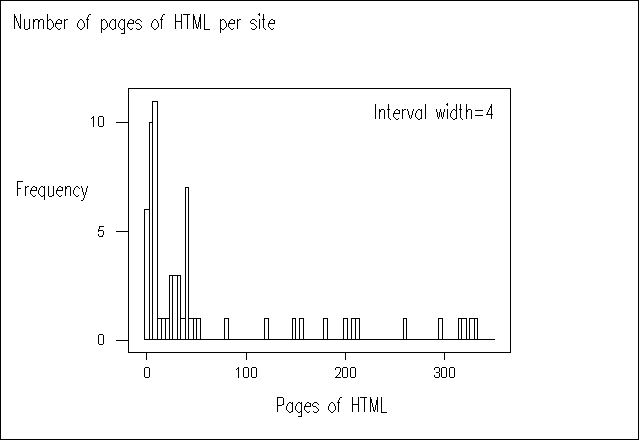 Number of pages of HTML per site
Interval width=4
10
Frequency
5
0
0 100 200 300
Pages of HTML